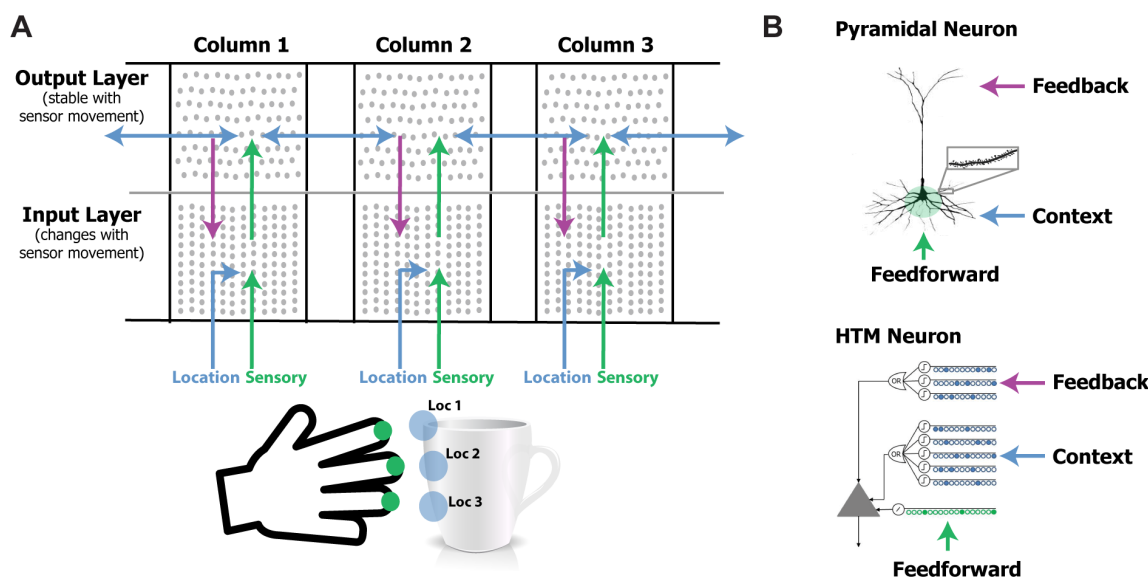 A
Column 1
Column 2
Column 3
Output Layer
(stable with
sensor movement)
Input Layer
(changes with
sensor movement)
Location Sensory
Location Sensory
Location Sensory
Loc 1
Loc 2
Loc 3
B
Pyramidal Neuron
Feedback
Context
Feedforward
HTM Neuron
OR
Feedback
OR
Context
Feedforward